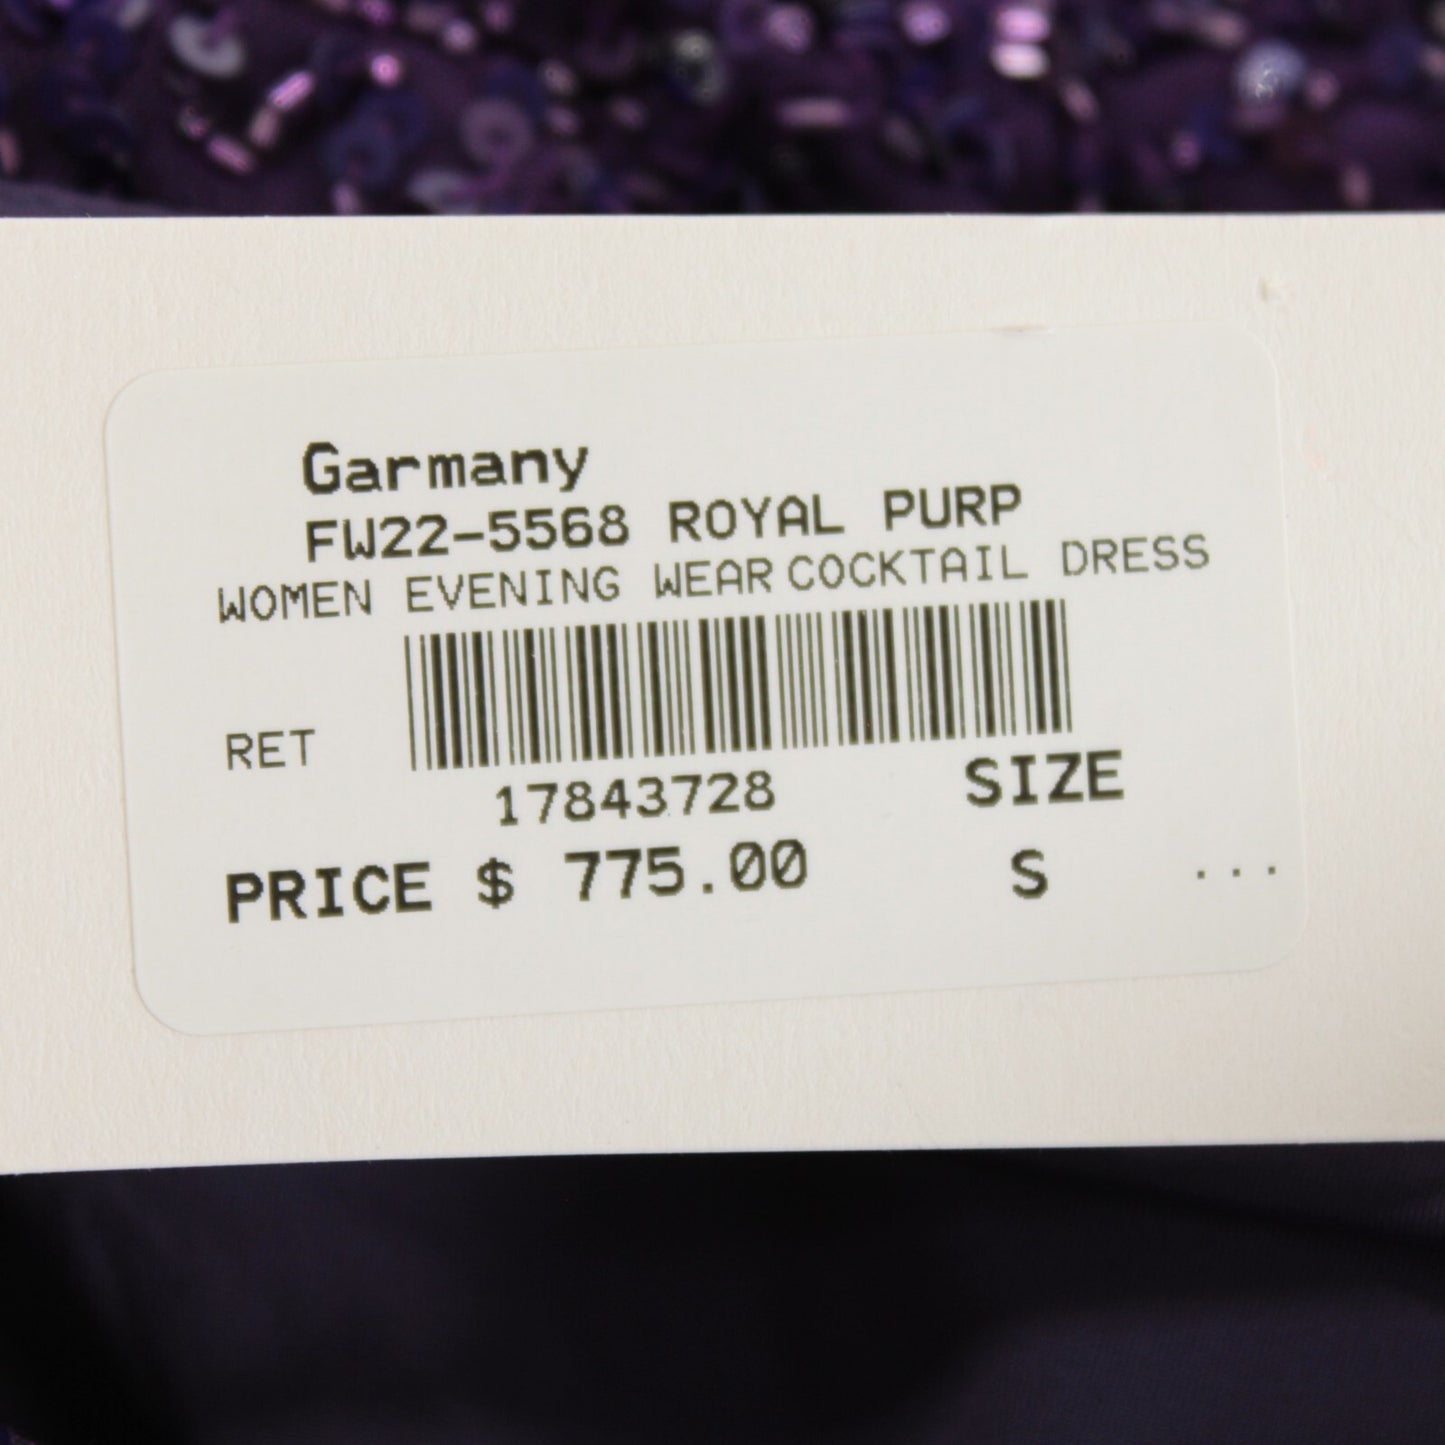 Garmany
FW22-5568 ROYAL PURP
WOMEN EVENING WEAR COCKTAIL DRESS
RET
17843728 SIZE
PRICE $ 775.00 S ...